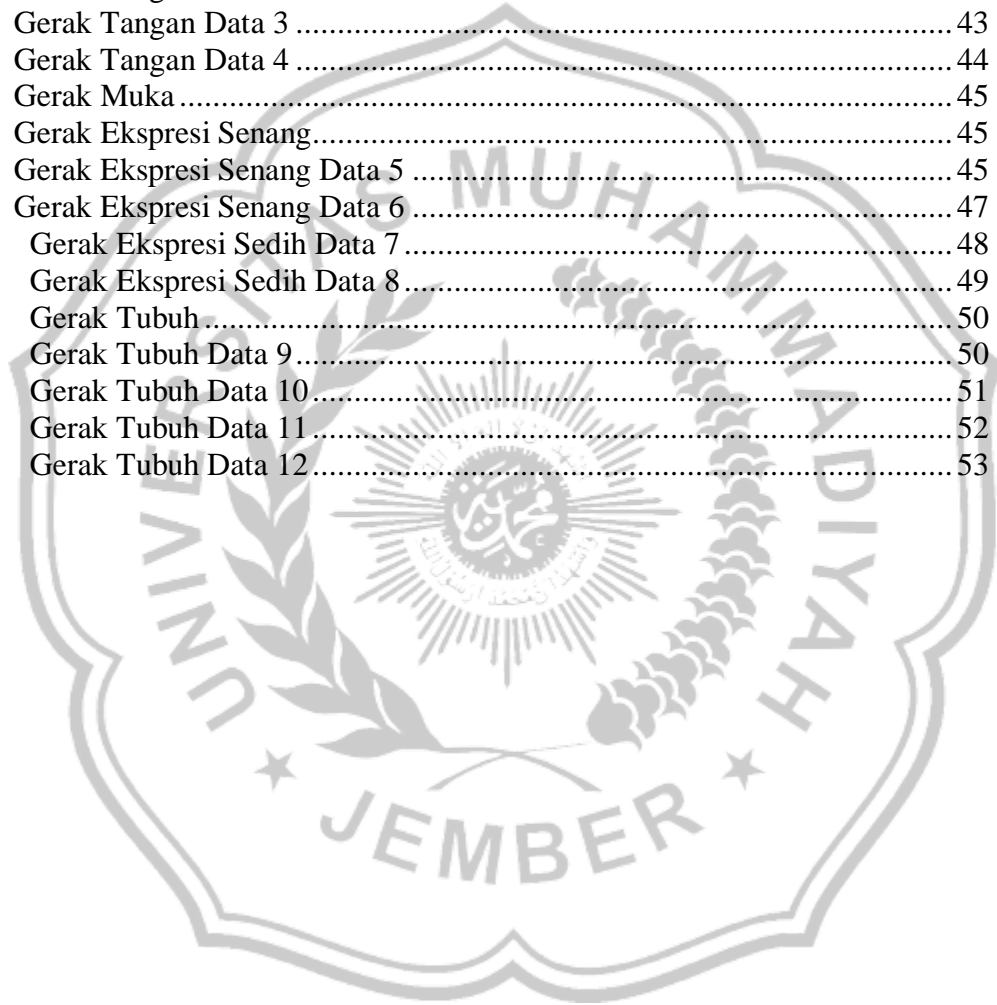 Gerak Tangan Data 3 ........................................................................... 43
Gerak Tangan Data 4 ........................................................................... 44
Gerak Muka ........................................................................................ 45
Gerak Ekspresi Senang ......................................................................... 45
Gerak Ekspresi Senang Data 5 .............................................................. 45
Gerak Ekspresi Senang Data 6 .............................................................. 47
Gerak Ekspresi Sedih Data 7 ................................................................. 48
Gerak Ekspresi Sedih Data 8 ................................................................. 49
Gerak Tubuh ....................................................................................... 50
Gerak Tubuh Data 9 ............................................................................. 50
Gerak Tubuh Data 10 ........................................................................... 51
Gerak Tubuh Data 11 ........................................................................... 52
Gerak Tubuh Data 12 ........................................................................... 53
UNIVERSITAS MUHAMMADIYAH
JEMBER